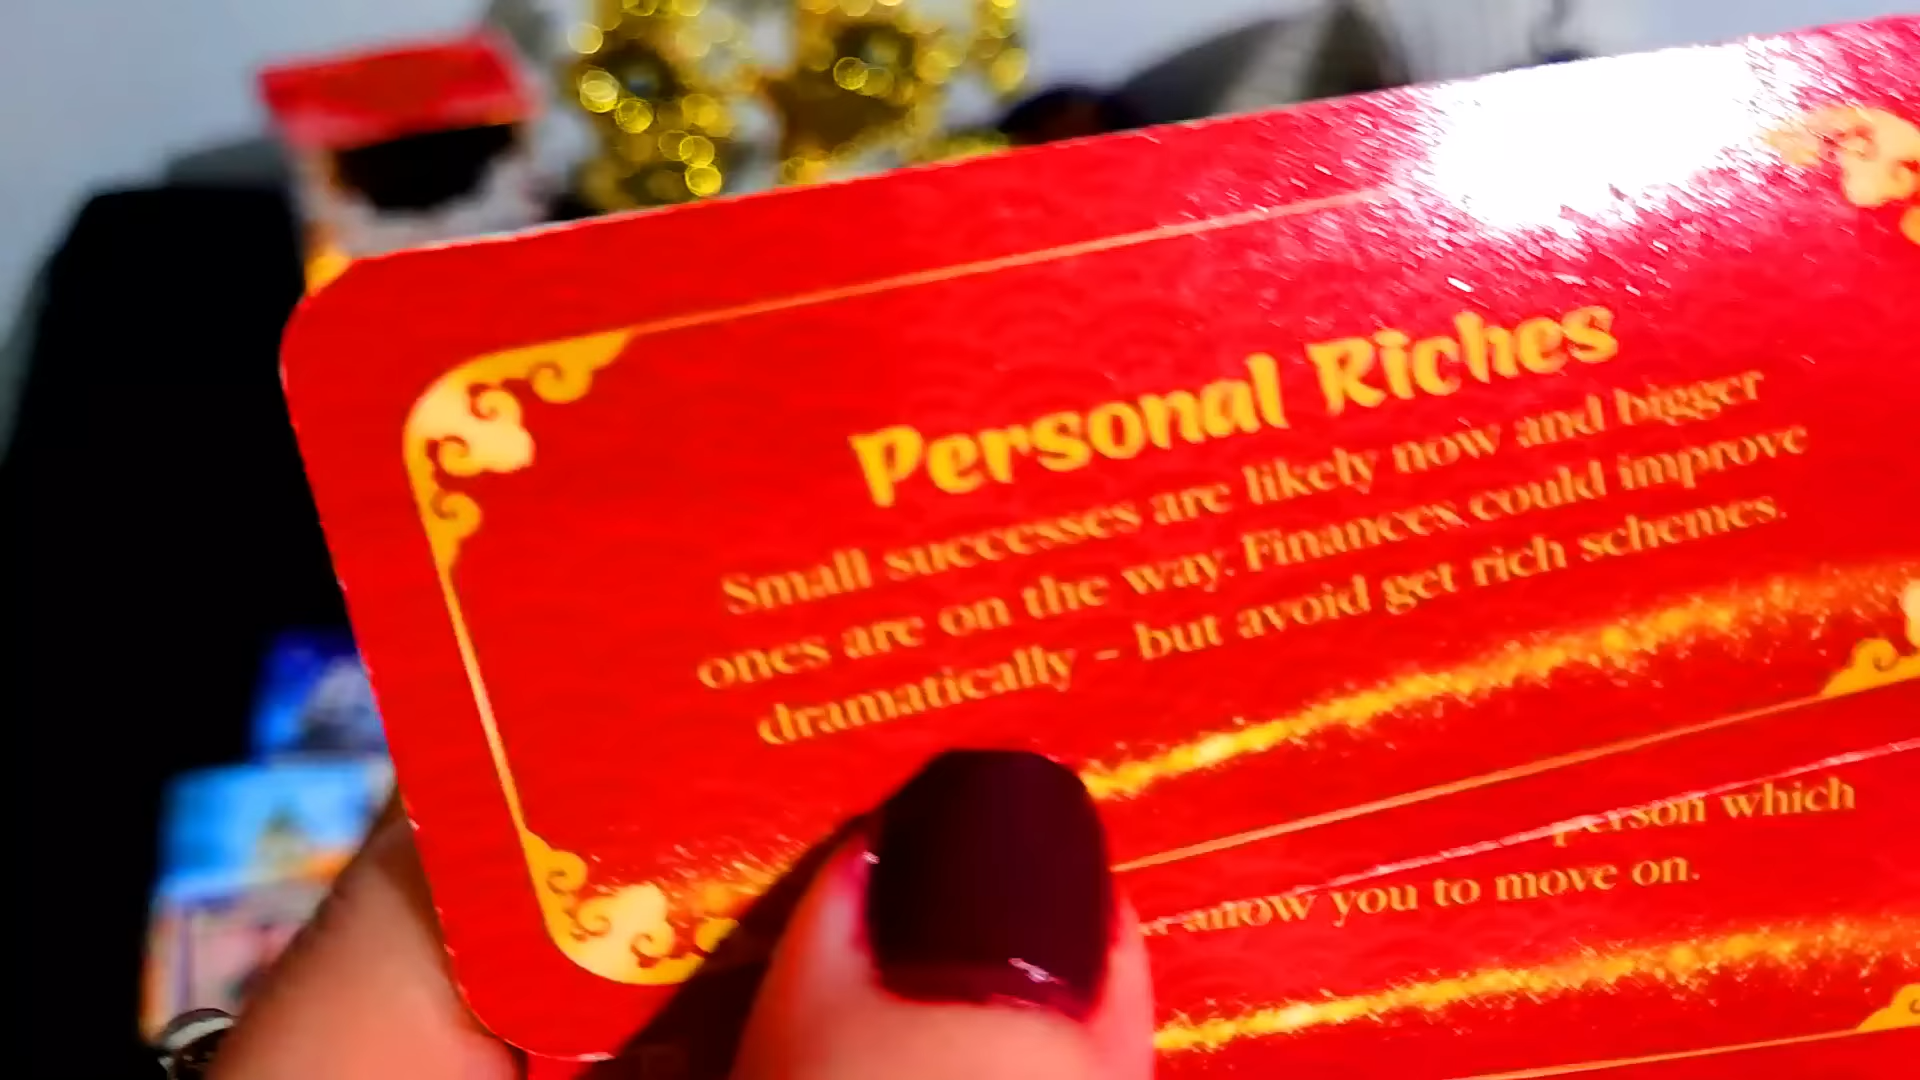 Personal Riches
Small successes are likely now and bigger
ones are on the way. Finances could improve
dramatically – but avoid get rich schemes.
person which
you to move on.